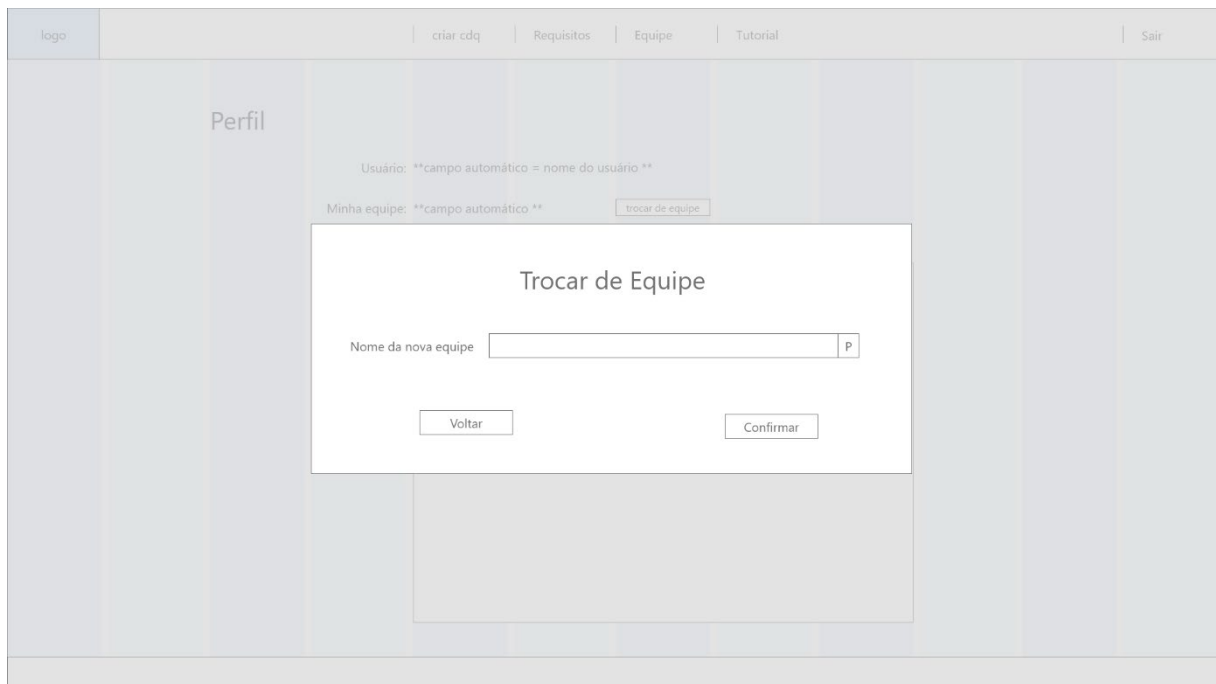 logo
criar cdq
Requisitos
Equipe
Tutorial
Sair
Perfil
Usuário: **campo automático = nome do usuário **
Minha equipe: **campo automático **
trocar de equipe
Trocar de Equipe
Nome da nova equipe
P
Voltar
Confirmar